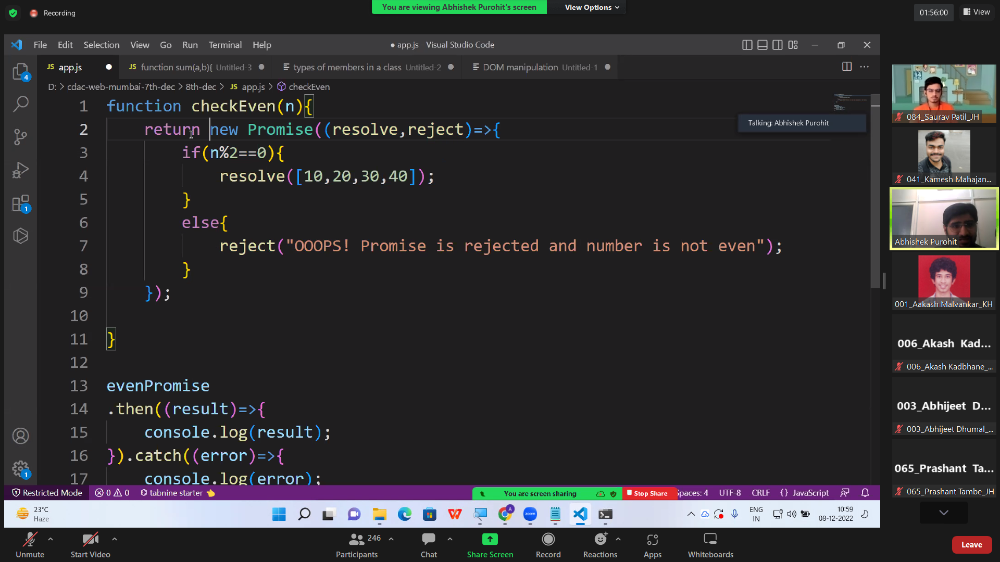 Recording
You are viewing Abhishek Purohit's screen
View Options
01:56:00
View
File Edit Selection View Go Run Terminal Help
● app.js - Visual Studio Code
JS app.js ●
JS function sum(a,b){ Untitled-3 ●
types of members in a class Untitled-2 ●
DOM manipulation Untitled-1 ●
D: > cdac-web-mumbai-7th-dec > 8th-dec > JS app.js > checkEven
1 function checkEven(n){
2 return new Promise((resolve,reject)=>{
3 if(n%2==0){
4 resolve([10,20,30,40]);
5 }
6 else{
7 reject("OOOPS! Promise is rejected and number is not even");
8 }
9 });
10
11 }
12
13 evenPromise
14 .then((result)=>{
15 console.log(result);
16 }).catch((error)=>{
17 console.log(error);
Talking: Abhishek Purohit
4
1
1
084_Saurav Patil_JH
041_Kamesh Mahajan...
Abhishek Purohit
001_Aakash Malvankar_KH
006_Akash Kad...
006_Akash Kadbhane_...
003_Abhijeet D...
003_Abhijeet Dhumal_...
065_Prashant Ta...
065_Prashant Tambe_JH
Restricted Mode 0 0 tabnine starter
You are screen sharing
Stop Share
paces: 4 UTF-8 CRLF {} JavaScript
23°C
Haze
zoom
A
ENG
IN
10:59
08-12-2022
Unmute
Start Video
246
Participants
Chat
Share Screen
Record
Reactions
Apps
Whiteboards
Leave